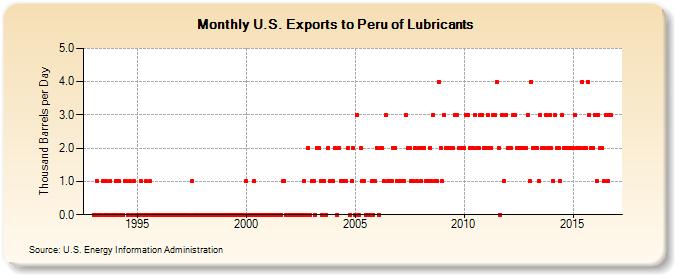 Monthly U.S. Exports to Peru of Lubricants
Thousand Barrels per Day
5.0
4.0
3.0
2.0
1.0
0.0
1995 2000 2005 2010 2015
Source: U.S. Energy Information Administration